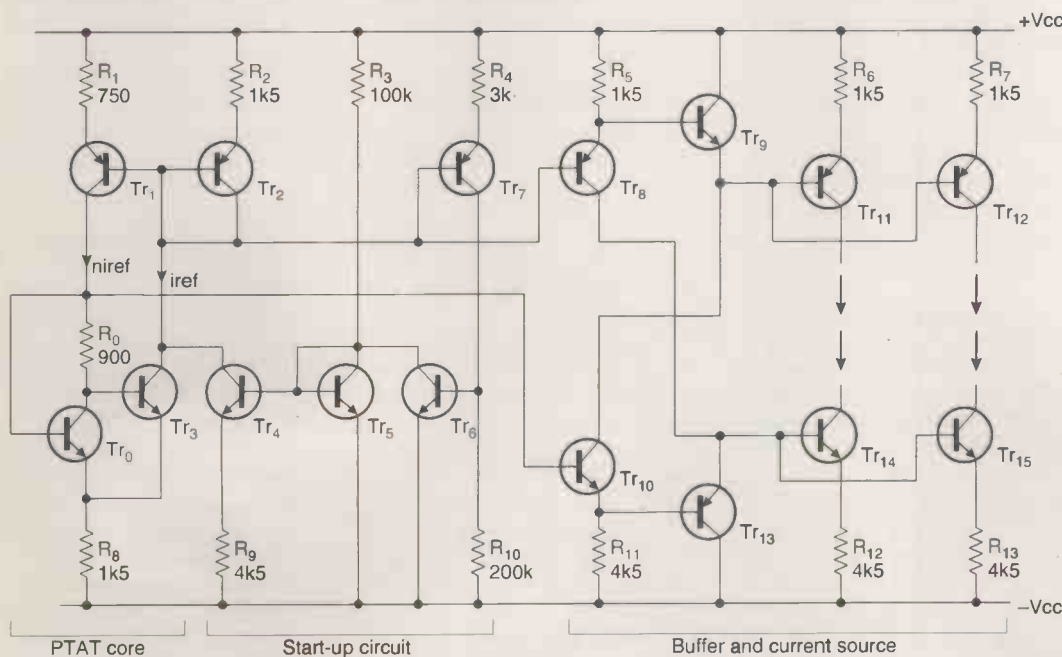 +Vcc
R1
750
R2
1k5
R3
100k
R4
3k
R5
1k5
R6
1k5
R7
1k5
Tr1
Tr2
Tr7
Tr8
Tr9
Tr11
Tr12
niref
iref
R0
900
Tr0
Tr3
Tr4
Tr5
Tr6
Tr10
Tr13
Tr14
Tr15
R8
1k5
R9
4k5
R10
200k
R11
4k5
R12
4k5
R13
4k5
–Vcc
PTAT core
Start-up circuit
Buffer and current source